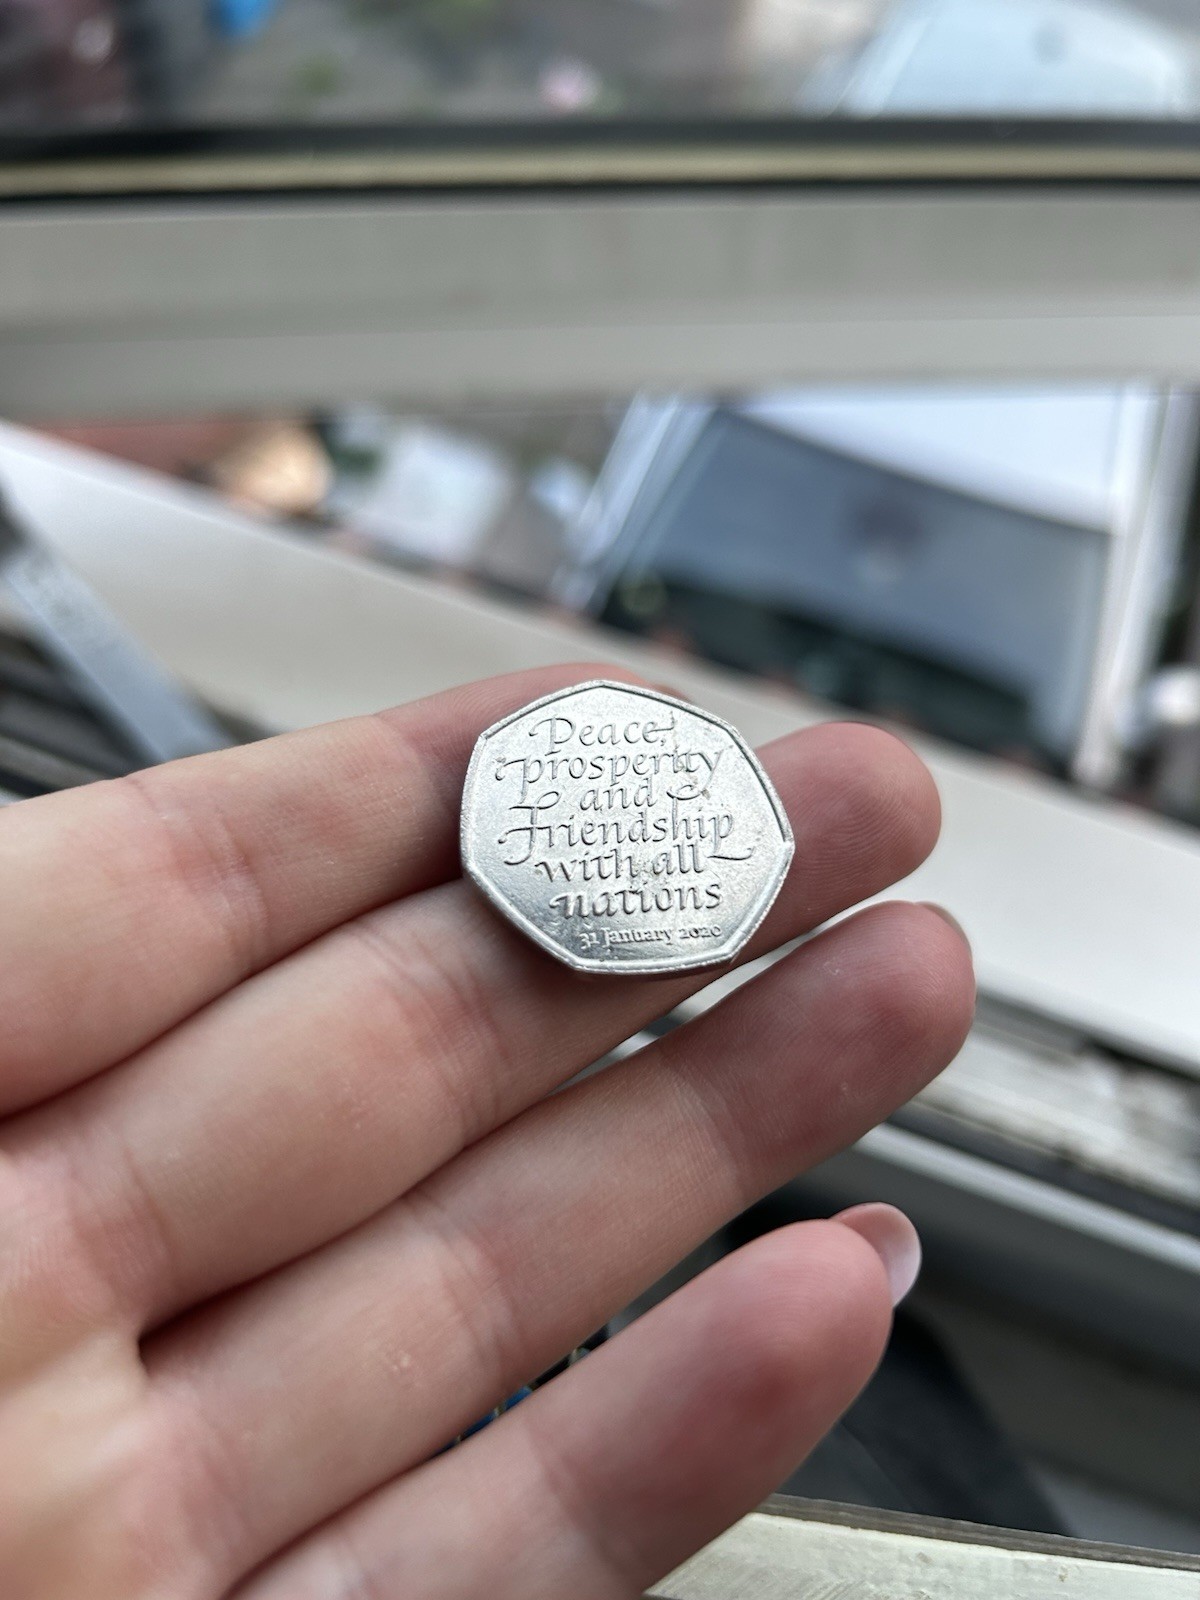 Peace,
prosperity
and
Friendship
with all
nations
31 January 2020